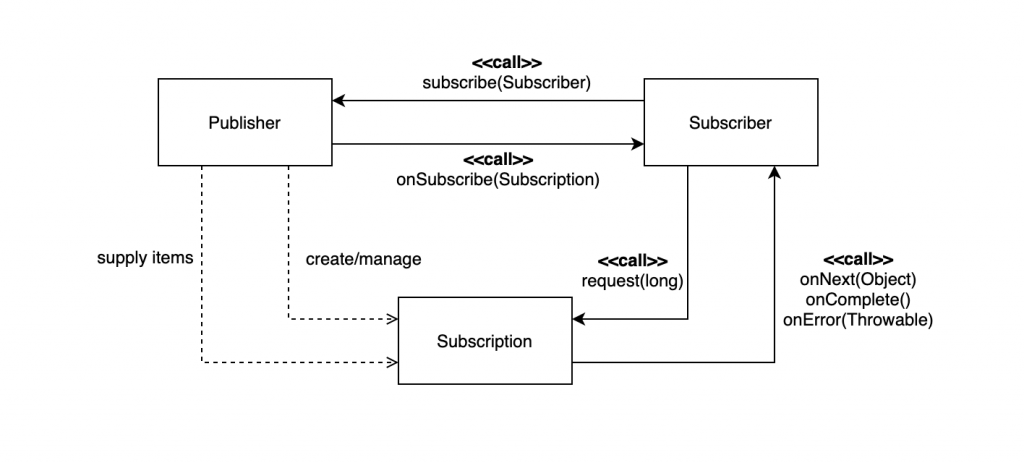 <<call>>
subscribe(Subscriber)
Publisher
Subscriber
<<call>>
onSubscribe(Subscription)
supply items
create/manage
<<call>>
request(long)
<<call>>
onNext(Object)
onComplete()
onError(Throwable)
Subscription